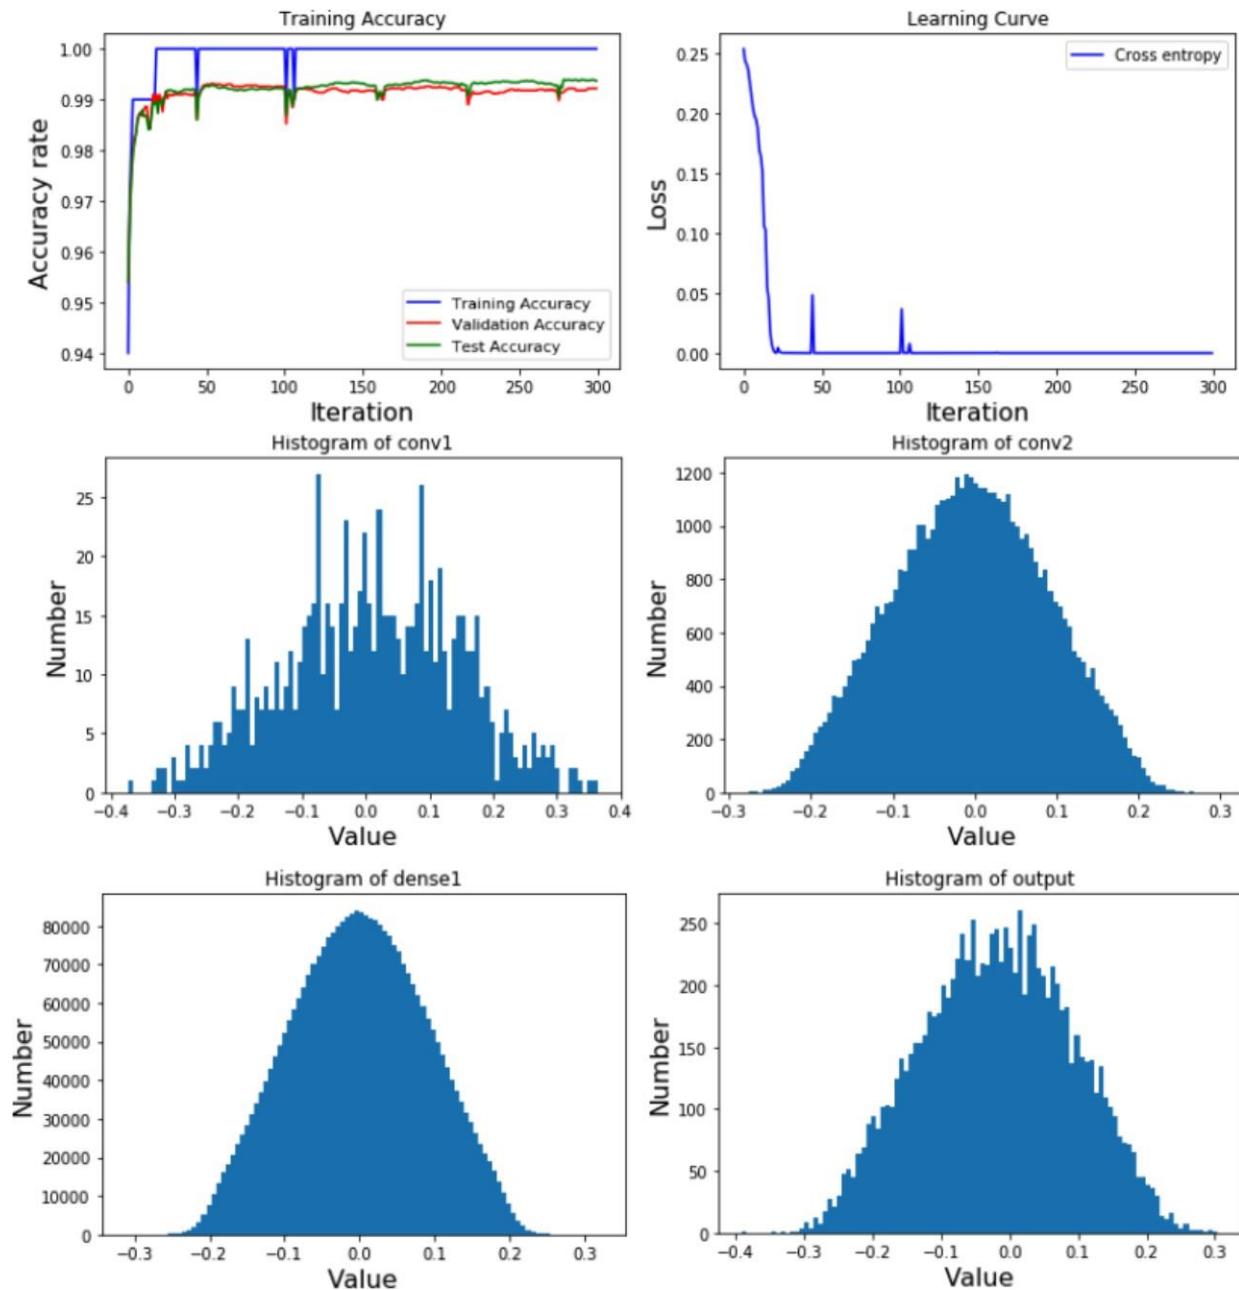 Training Accuracy
1.00
0.99
0.98
0.97
0.96
0.95
0.94
Accuracy rate
Training Accuracy
Validation Accuracy
Test Accuracy
0 50 100 150 200 250 300
Iteration
Learning Curve
0.25
0.20
0.15
0.10
0.05
0.00
Loss
Cross entropy
0 50 100 150 200 250 300
Iteration
Histogram of conv1
25
20
15
10
5
0
Number
−0.4 −0.3 −0.2 −0.1 0.0 0.1 0.2 0.3 0.4
Value
Histogram of conv2
1200
1000
800
600
400
200
0
Number
−0.3 −0.2 −0.1 0.0 0.1 0.2 0.3
Value
Histogram of dense1
80000
70000
60000
50000
40000
30000
20000
10000
0
Number
−0.3 −0.2 −0.1 0.0 0.1 0.2 0.3
Value
Histogram of output
250
200
150
100
50
0
Number
−0.4 −0.3 −0.2 −0.1 0.0 0.1 0.2 0.3
Value